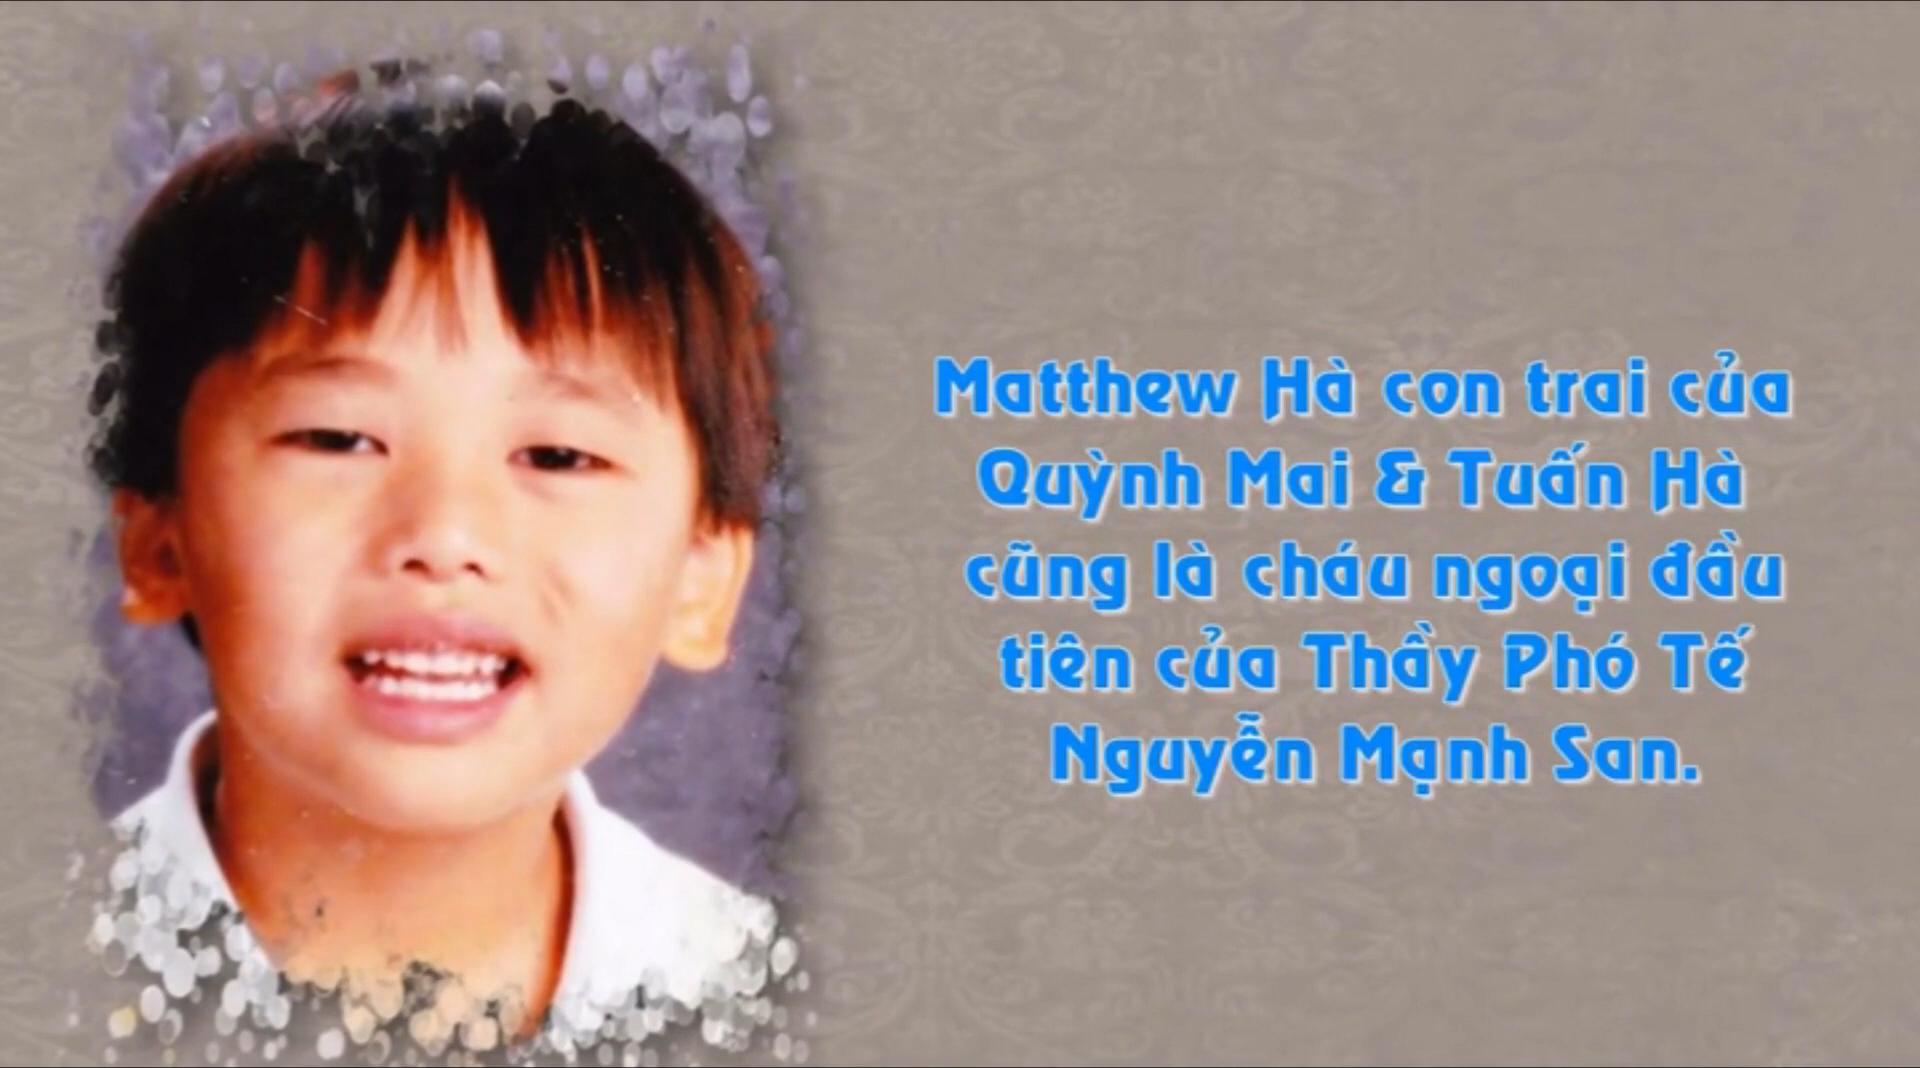 Matthew Hà con trai của
Quỳnh Mai & Tuấn Hà
cũng là cháu ngoại đầu
tiên của Thầy Phó Tế
Nguyễn Mạnh San.